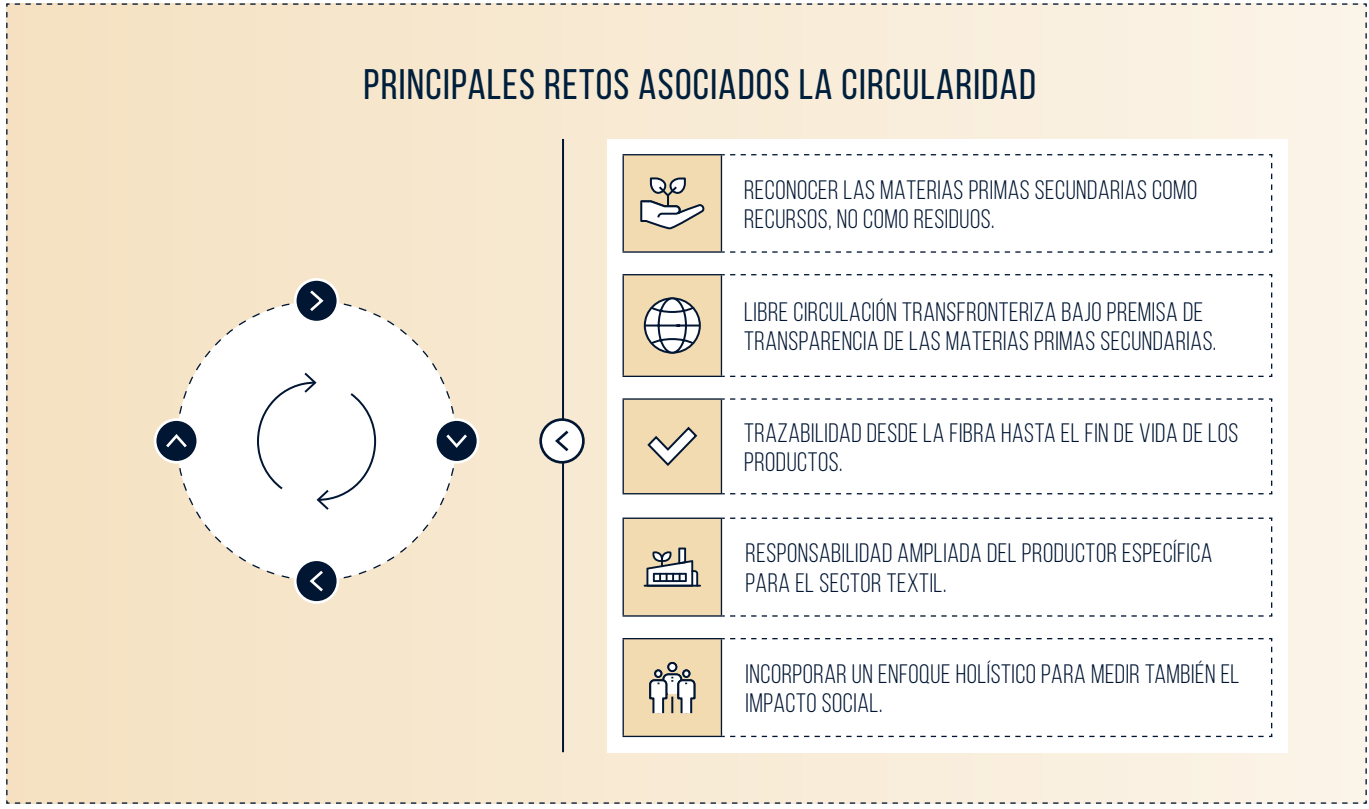 PRINCIPALES RETOS ASOCIADOS LA CIRCULARIDAD
RECONOCER LAS MATERIAS PRIMAS SECUNDARIAS COMO
RECURSOS, NO COMO RESIDUOS.
LIBRE CIRCULACIÓN TRANSFRONTERIZA BAJO PREMISA DE
TRANSPARENCIA DE LAS MATERIAS PRIMAS SECUNDARIAS.
TRAZABILIDAD DESDE LA FIBRA HASTA EL FIN DE VIDA DE LOS
PRODUCTOS.
RESPONSABILIDAD AMPLIADA DEL PRODUCTOR ESPECÍFICA
PARA EL SECTOR TEXTIL.
INCORPORAR UN ENFOQUE HOLÍSTICO PARA MEDIR TAMBIÉN EL
IMPACTO SOCIAL.